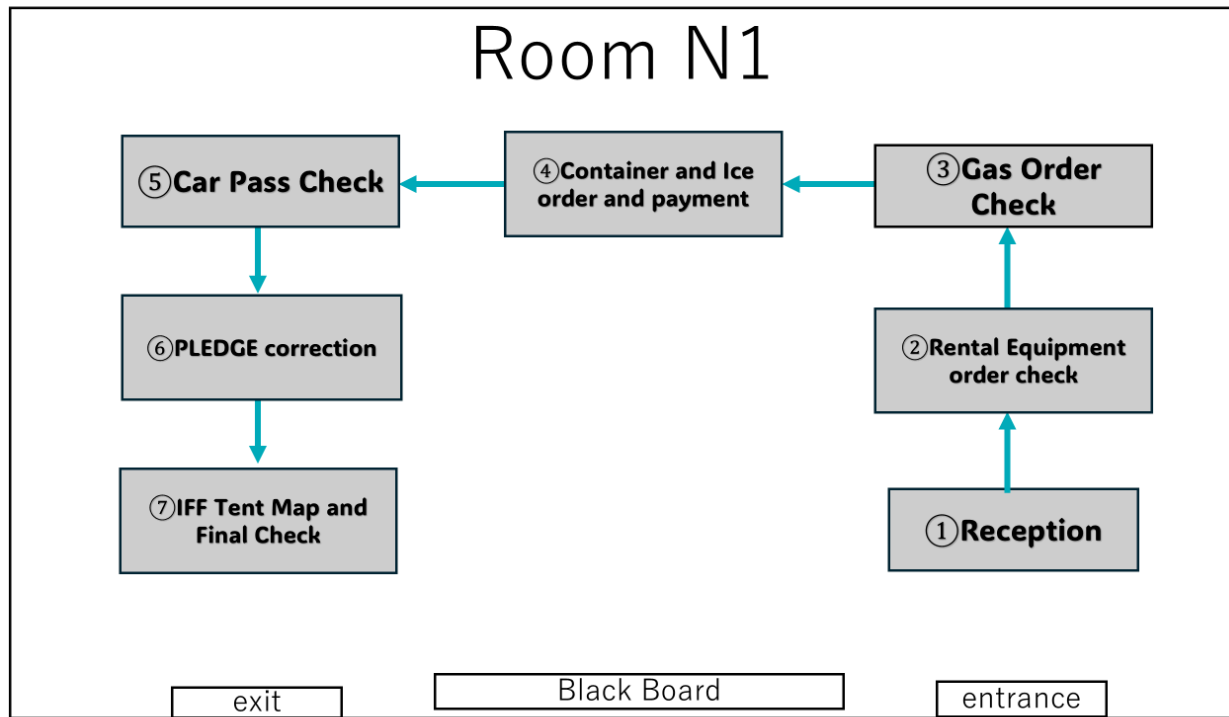 Room N1
⑤Car Pass Check
④Container and Ice
order and payment
③Gas Order
Check
⑥PLEDGE correction
②Rental Equipment
order check
⑦IFF Tent Map and
Final Check
①Reception
exit
Black Board
entrance